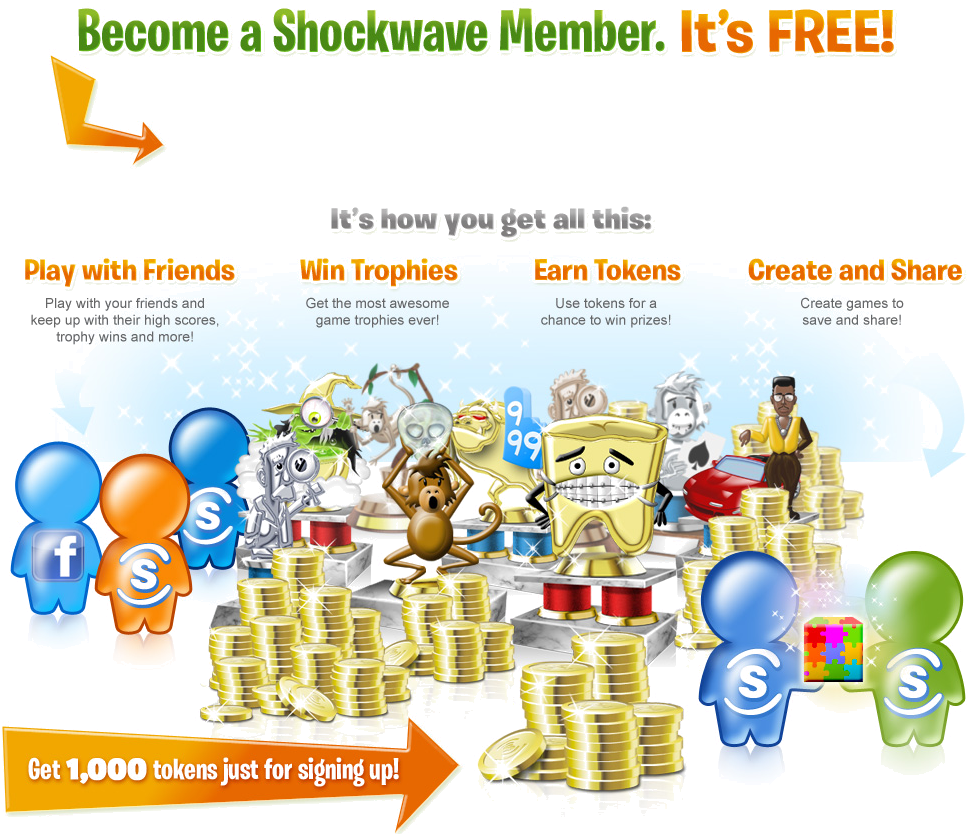 Become a Shockwave Member. It's FREE!
It's how you get all this:
Play with Friends
Play with your friends and
keep up with their high scores,
trophy wins and more!
Win Trophies
Get the most awesome
game trophies ever!
Earn Tokens
Use tokens for a
chance to win prizes!
Create and Share
Create games to
save and share!
9
99
f
S
S
S
S
Get 1,000 tokens just for signing up!